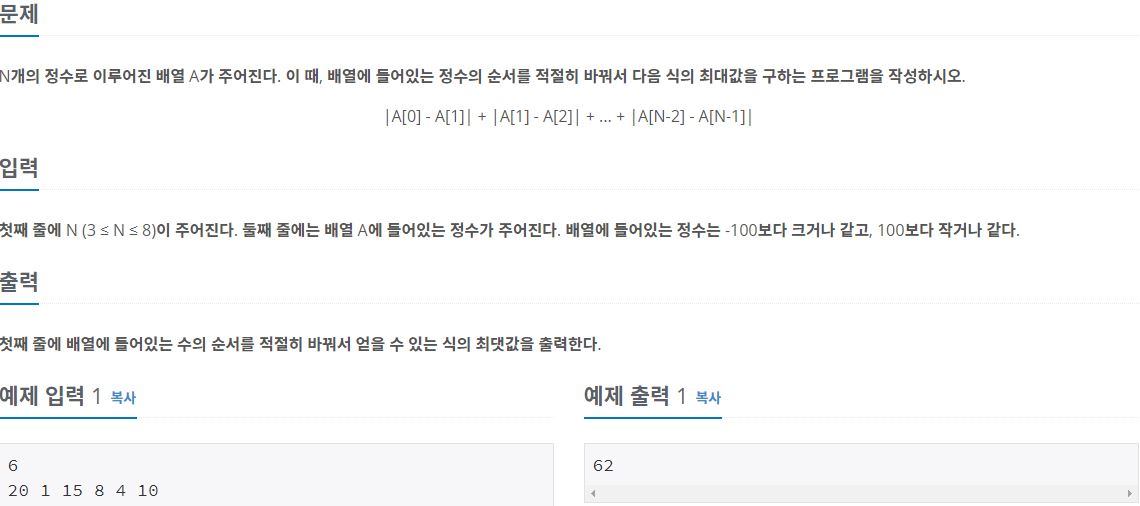 문제
N개의 정수로 이루어진 배열 A가 주어진다. 이 때, 배열에 들어있는 정수의 순서를 적절히 바꿔서 다음 식의 최대값을 구하는 프로그램을 작성하시오.
|A[0] - A[1]| + |A[1] - A[2]| + ... + |A[N-2] - A[N-1]|
입력
첫째 줄에 N (3 ≤ N ≤ 8)이 주어진다. 둘째 줄에는 배열 A에 들어있는 정수가 주어진다. 배열에 들어있는 정수는 -100보다 크거나 같고, 100보다 작거나 같다.
출력
첫째 줄에 배열에 들어있는 수의 순서를 적절히 바꿔서 얻을 수 있는 식의 최댓값을 출력한다.
예제 입력 1 복사
6
20 1 15 8 4 10
예제 출력 1 복사
62